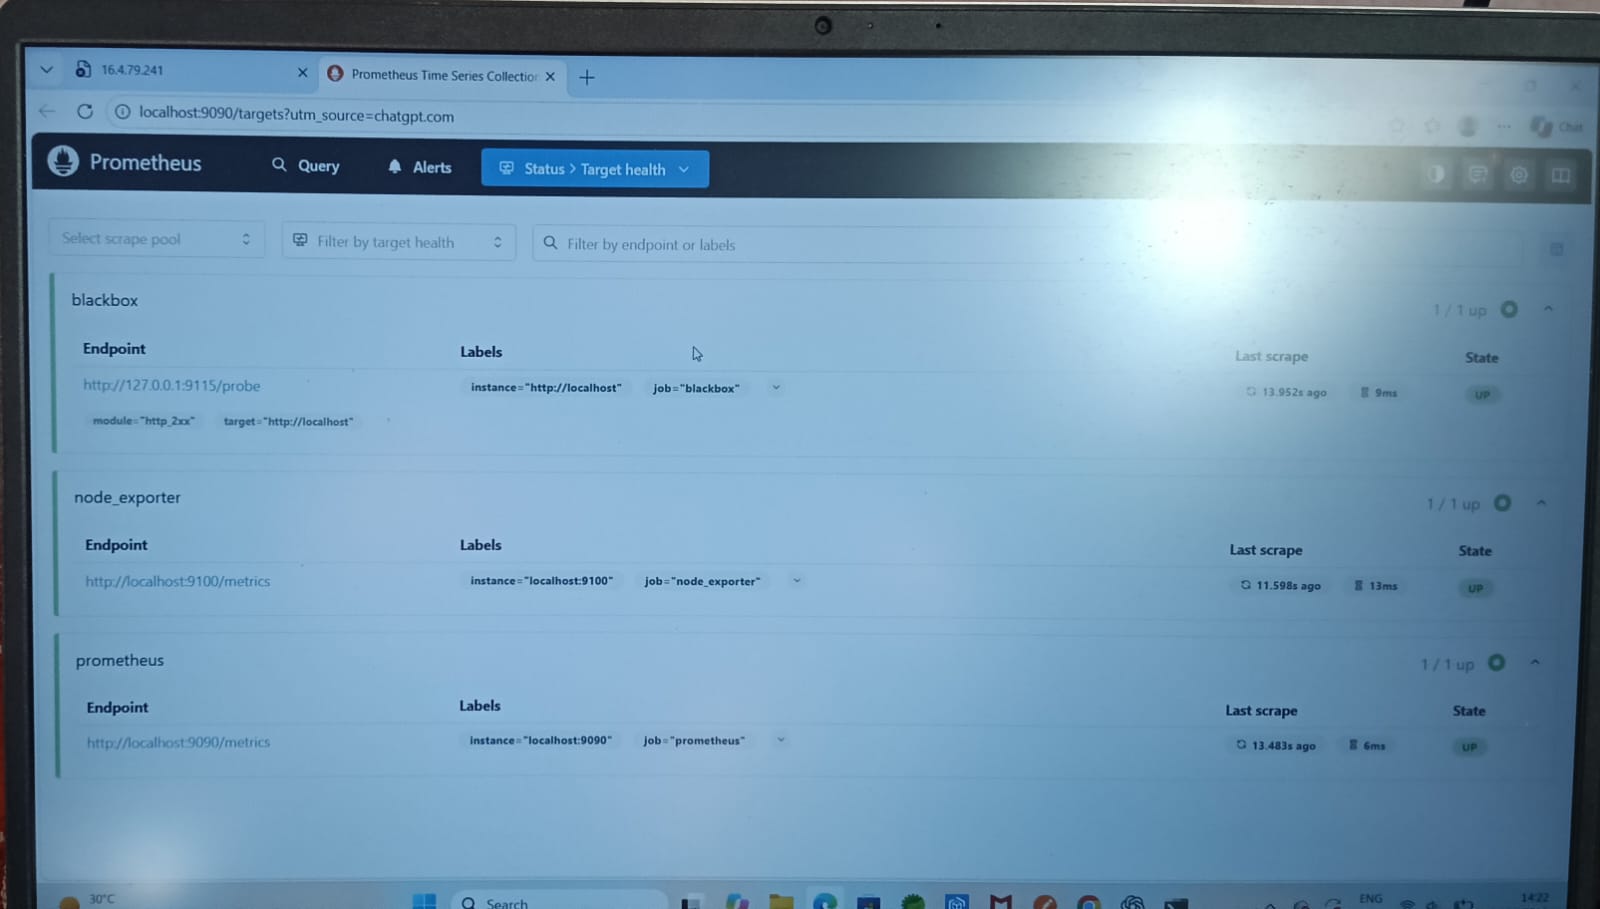 16.4.79.241
Prometheus Time Series Collection
localhost:9090/targets?utm_source=chatgpt.com
Chat
Prometheus Query Alerts Status > Target health
Select scrape pool Filter by target health Filter by endpoint or labels
blackbox 1 / 1 up
Endpoint Labels Last scrape State
http://127.0.0.1:9115/probe instance="http://localhost" job="blackbox" 13.952s ago 9ms UP
module="http_2xx" target="http://localhost"
node_exporter 1 / 1 up
Endpoint Labels Last scrape State
http://localhost:9100/metrics instance="localhost:9100" job="node_exporter" 11.598s ago 13ms UP
prometheus 1 / 1 up
Endpoint Labels Last scrape State
http://localhost:9090/metrics instance="localhost:9090" job="prometheus" 13.483s ago 6ms UP
30°C Search ENG 14:22